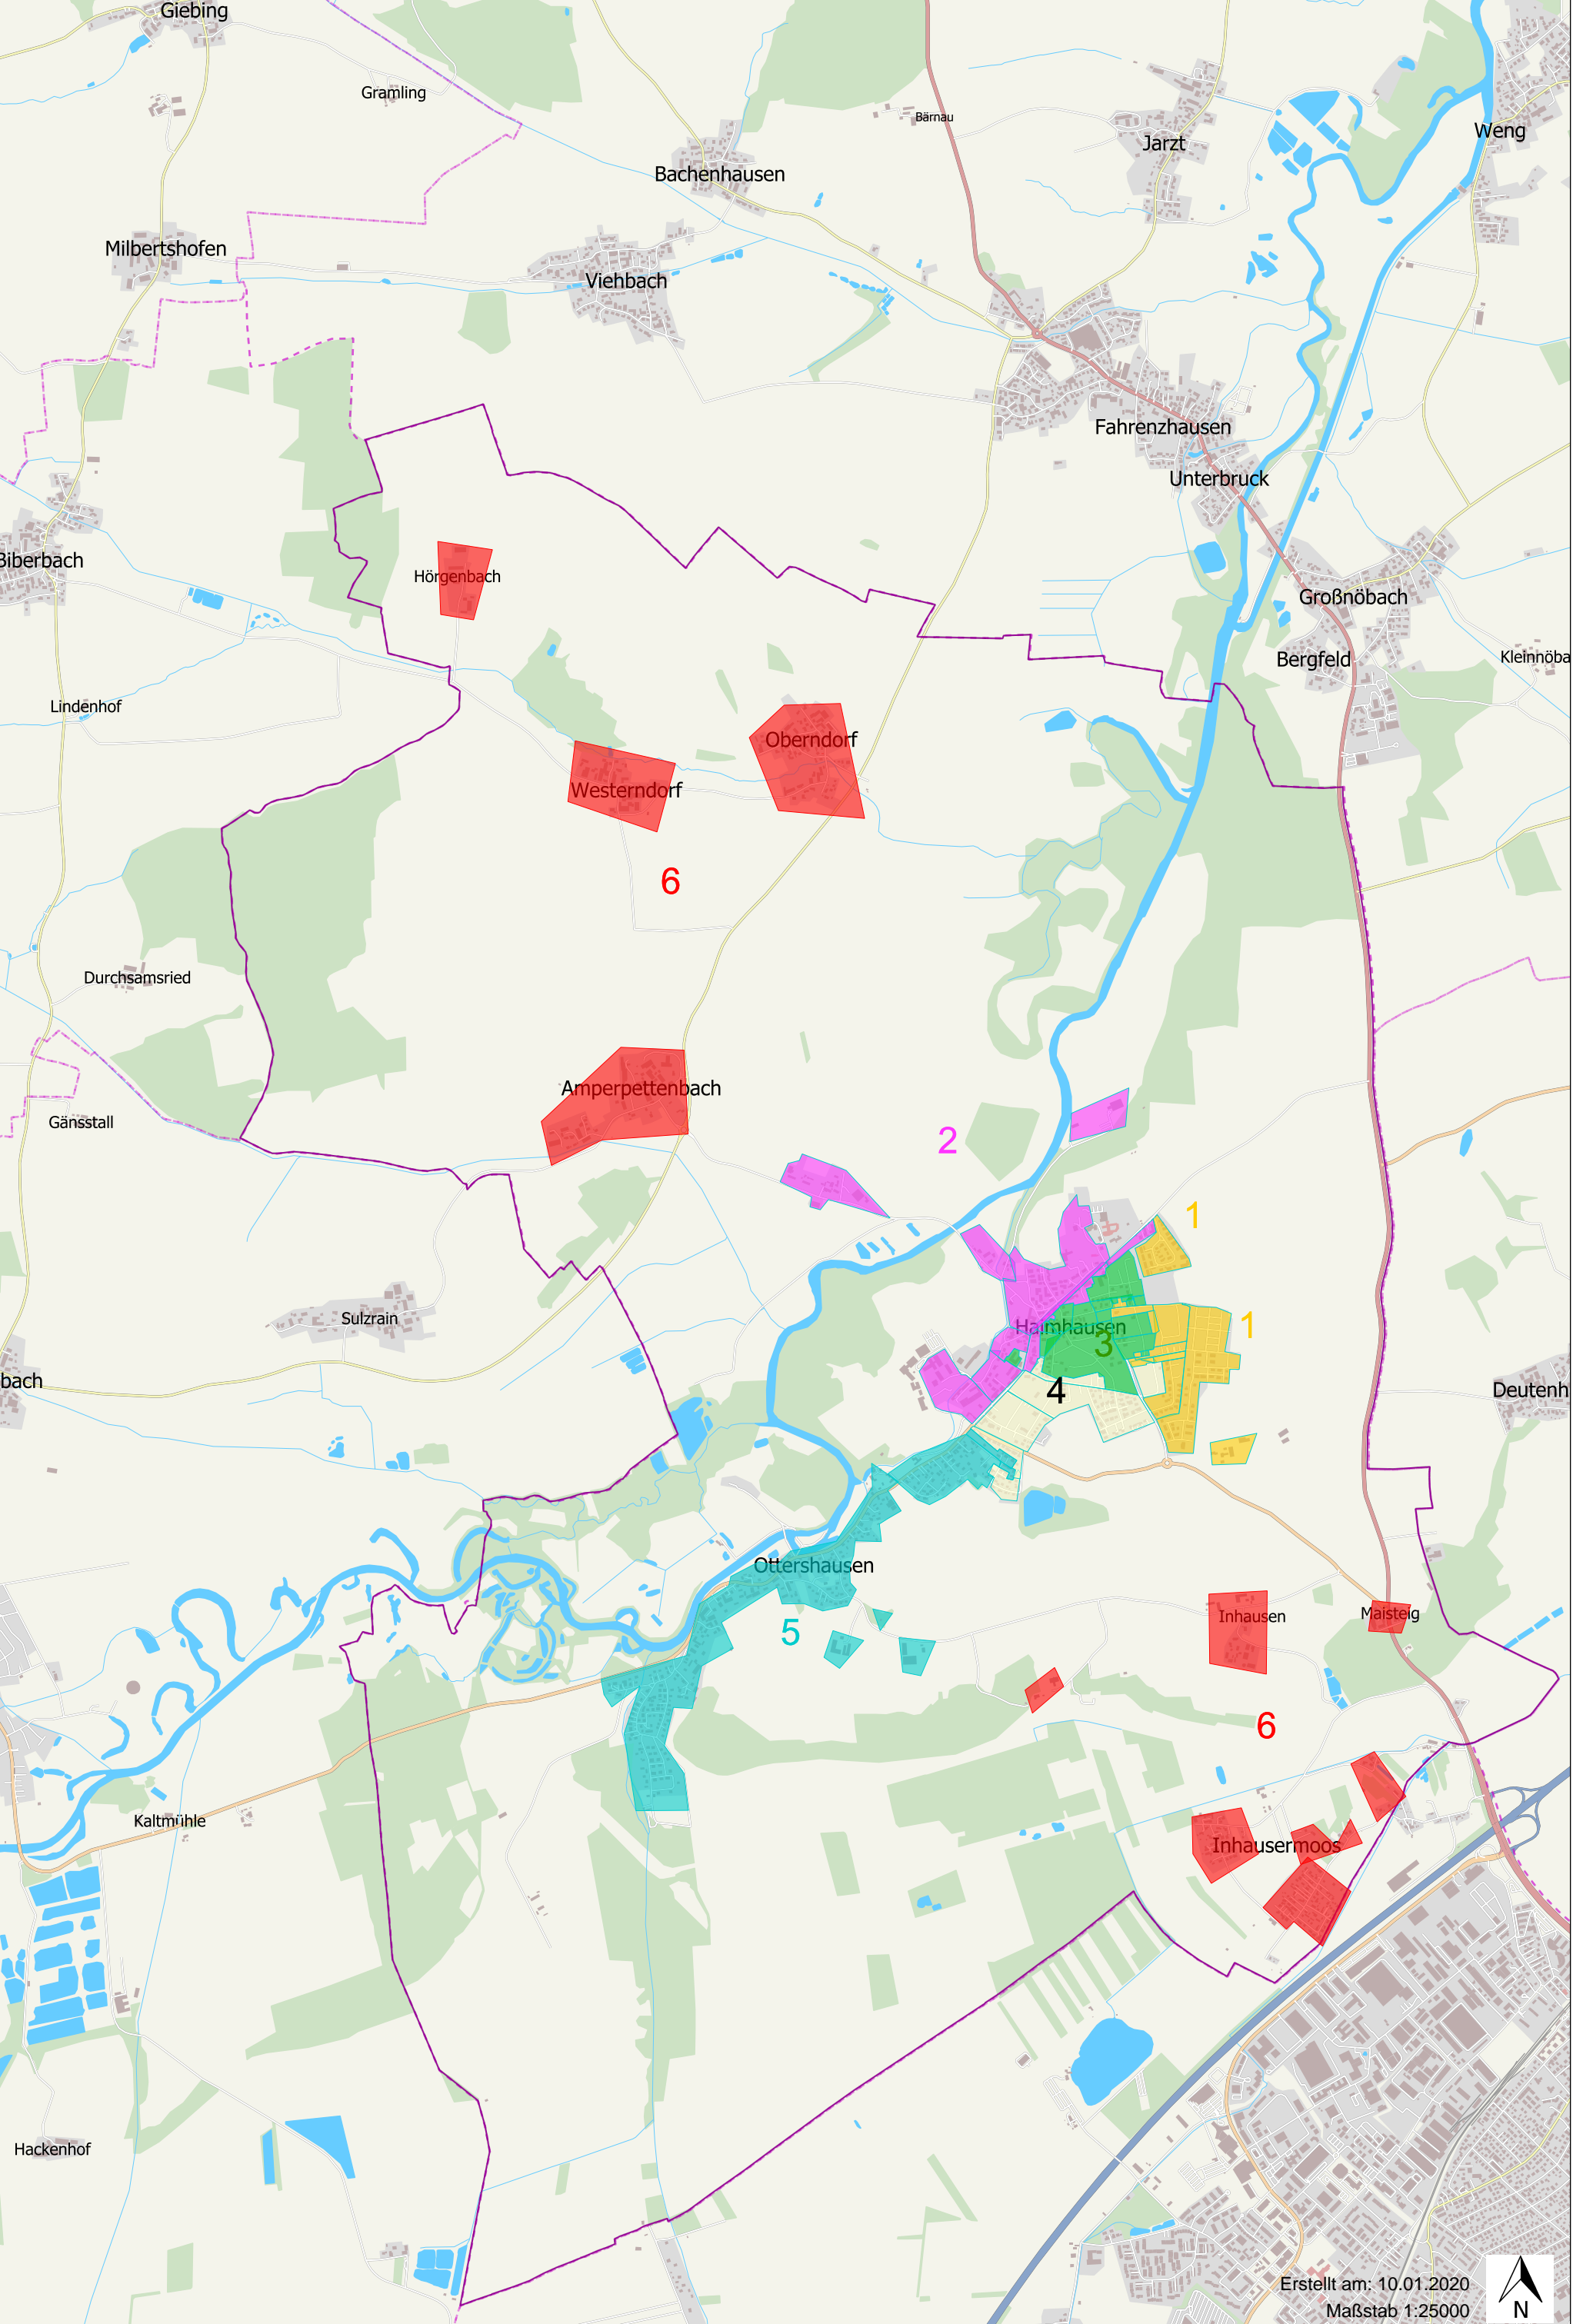 Giebing
Gramling
Bärnau
Weng
Jarzt
Bachenhausen
Milbertshofen
Viehbach
Fahrenzhausen
Unterbruck
Biberbach
Hörgenbach
Großnöbach
Bergfeld
Kleinnöba
Lindenhof
Oberndorf
Westerndorf
6
Durchsamsried
Amperpettenbach
Gänsstall
2
1
Sulzrain
Haimhausen
1
3
bach
4
Deutenh
Ottershausen
5
Inhausen
Maisteig
6
Kaltmühle
Inhausermoos
Hackenhof
Erstellt am: 10.01.2020
Maßstab 1:25000
N